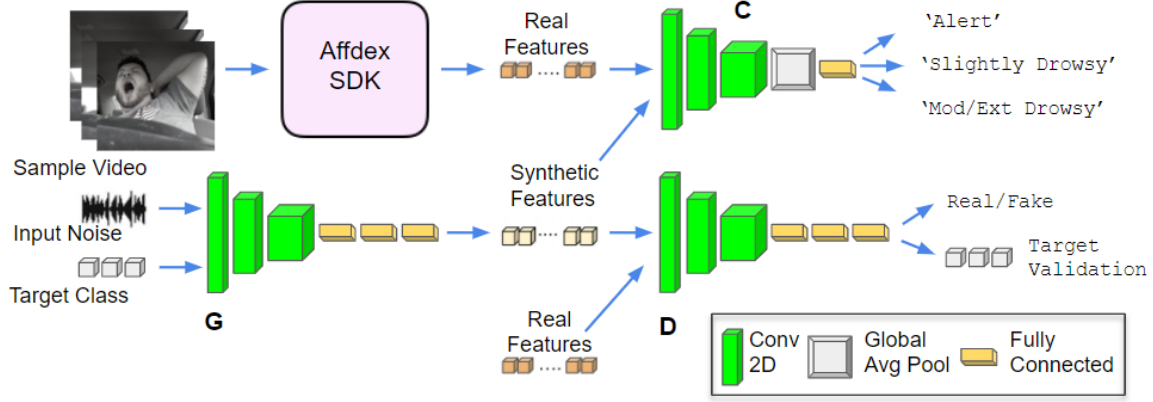 Affdex
SDK
Real
Features
C
‘Alert’
‘Slightly Drowsy’
‘Mod/Ext Drowsy’
Sample Video
Input Noise
Target Class
G
Synthetic
Features
Real
Features
D
Real/Fake
Target
Validation
Conv
2D
Global
Avg Pool
Fully
Connected